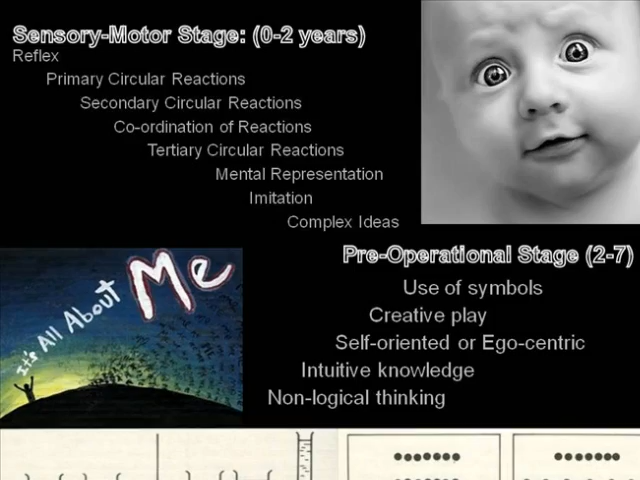 Sensory-Motor Stage: (0-2 years)
Reflex
Primary Circular Reactions
Secondary Circular Reactions
Co-ordination of Reactions
Tertiary Circular Reactions
Mental Representation
Imitation
Complex Ideas
It's All About Me
Pre-Operational Stage (2-7)
Use of symbols
Creative play
Self-oriented or Ego-centric
Intuitive knowledge
Non-logical thinking